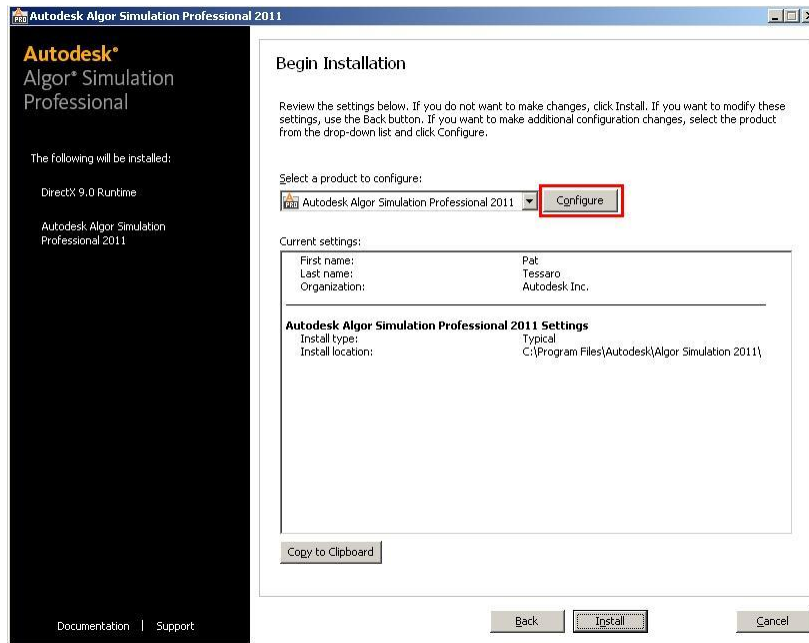 Autodesk Algor Simulation Professional 2011
Autodesk®
Algor® Simulation
Professional
The following will be installed:
DirectX 9.0 Runtime
Autodesk Algor Simulation
Professional 2011
Documentation | Support
Begin Installation
Review the settings below. If you do not want to make changes, click Install. If you want to modify these
settings, use the Back button. If you want to make additional configuration changes, select the product
from the drop-down list and click Configure.
Select a product to configure:
PRO Autodesk Algor Simulation Professional 2011 Configure
Current settings:
First name: Pat
Last name: Tessaro
Organization: Autodesk Inc.
Autodesk Algor Simulation Professional 2011 Settings
Install type: Typical
Install location: C:\Program Files\Autodesk\Algor Simulation 2011\
Copy to Clipboard
Back Install Cancel